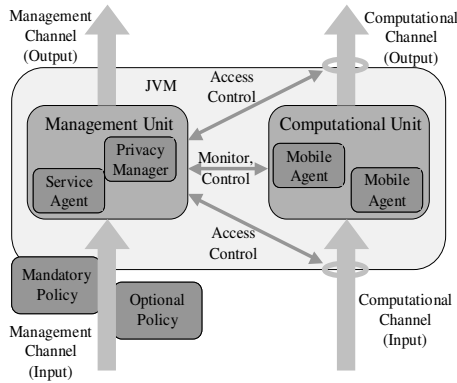 Management
Channel
(Output)
Computational
Channel
(Output)
JVM
Access
Control
Management Unit
Privacy
Manager
Service
Agent
Monitor,
Control
Computational Unit
Mobile
Agent
Mobile
Agent
Access
Control
Mandatory
Policy
Optional
Policy
Management
Channel
(Input)
Computational
Channel
(Input)